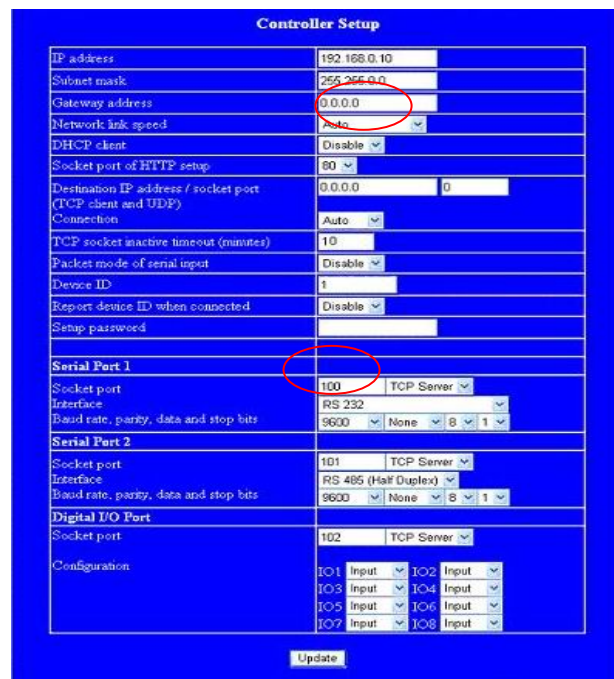 Controller Setup
IP address 192.168.0.10
Subnet mask 255.255.0.0
Gateway address 0.0.0.0
Network link speed Auto
DHCP client Disable
Socket port of HTTP setup 80
Destination IP address / socket port 0.0.0.0 0
(TCP client and UDP)
Connection Auto
TCP socket inactive timeout (minutes) 10
Packet mode of serial input Disable
Device ID 1
Report device ID when connected Disable
Setup password
Serial Port 1
Socket port 100 TCP Server
Interface RS 232
Baud rate, parity, data and stop bits 9600 None 8 1
Serial Port 2
Socket port 101 TCP Server
Interface RS 485 (Half Duplex)
Baud rate, parity, data and stop bits 9600 None 8 1
Digital I/O Port
Socket port 102 TCP Server
Configuration IO1 Input IO2 Input
IO3 Input IO4 Input
IO5 Input IO6 Input
IO7 Input IO8 Input
Update